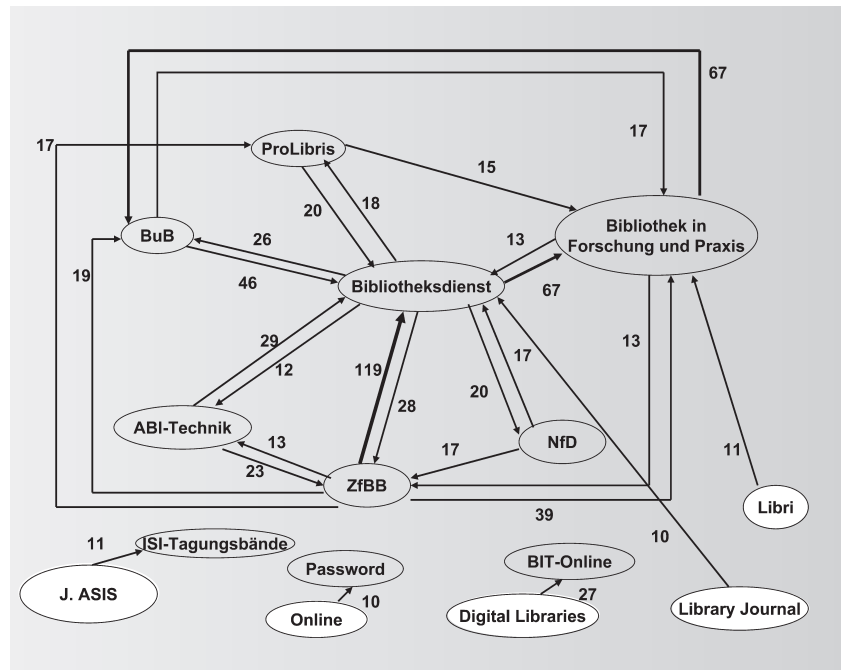 67
17
17
ProLibris
15
20
18
Bibliothek in
Forschung und Praxis
BuB
26
13
19
46
Bibliotheksdienst
67
29
12
119
17
13
28
20
ABI-Technik
13
23
17
NfD
ZfBB
11
Libri
39
10
11
ISI-Tagungsbände
Password
BIT-Online
J. ASIS
10
27
Online
Digital Libraries
Library Journal